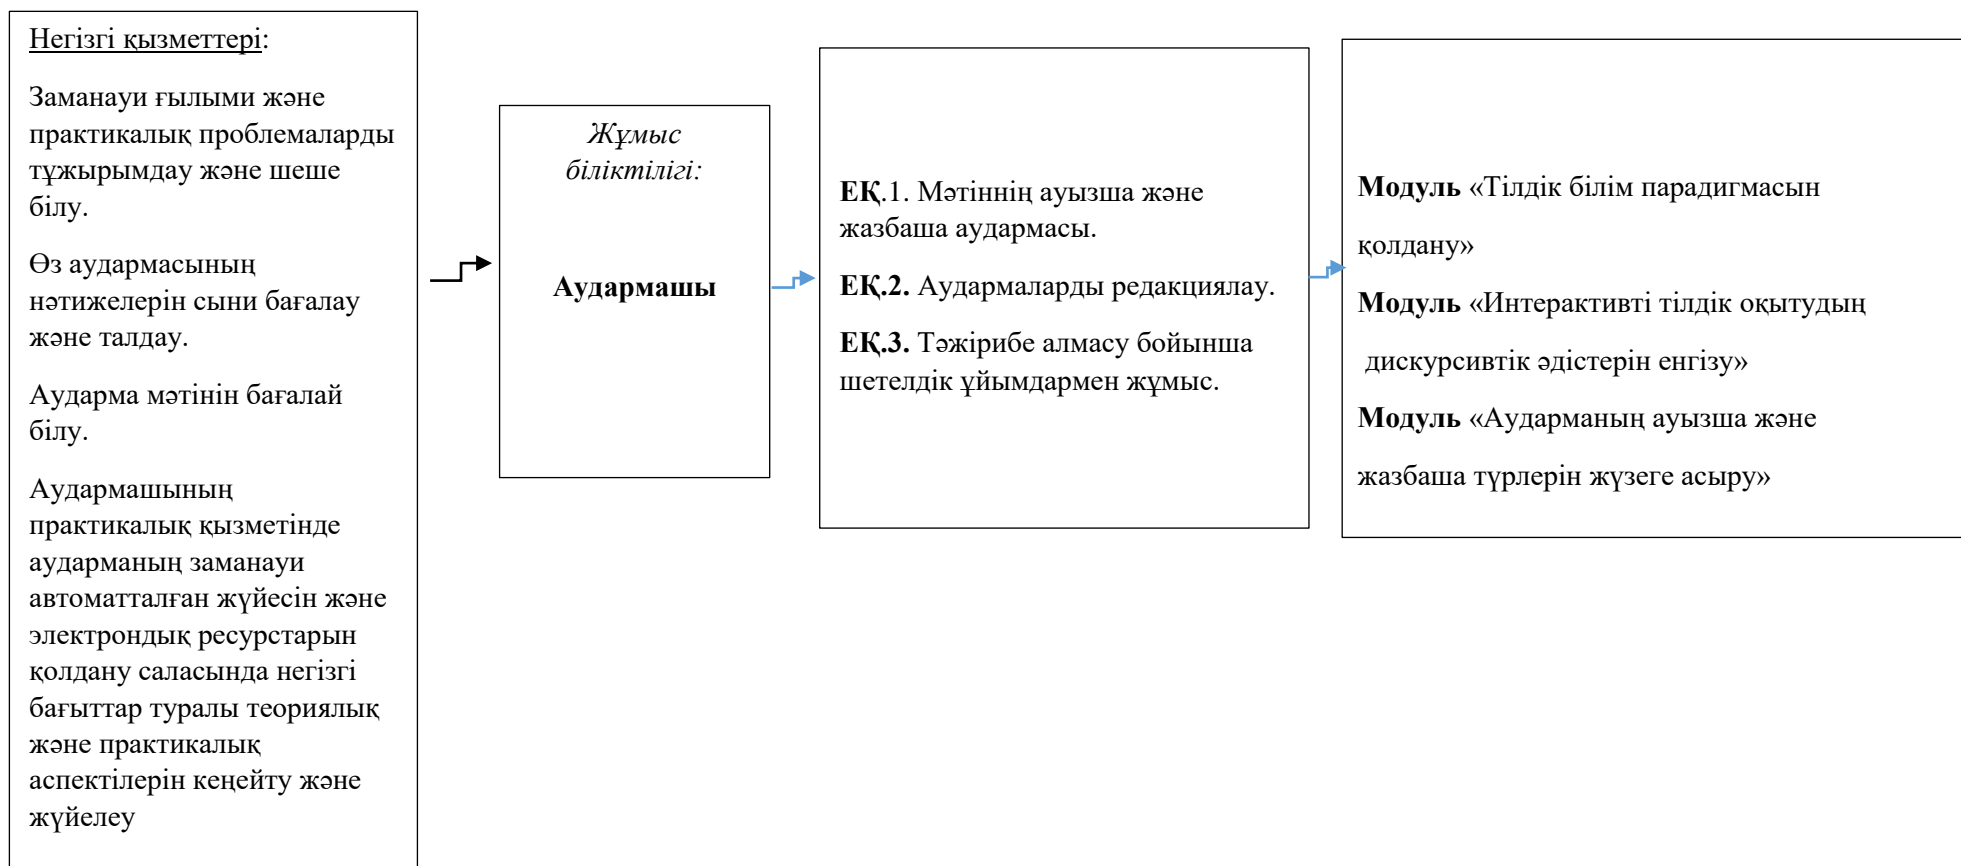 Негізгі қызметтері:
Заманауи ғылыми және
практикалық проблемаларды
тұжырымдау және шеше
білу.
Өз аудармасының
нәтижелерін сыни бағалау
және талдау.
Аударма мәтінін бағалай
білу.
Аудармашының
практикалық қызметінде
аударманың заманауи
автоматталған жүйесін және
электрондық ресурстарын
қолдану саласында негізгі
бағыттар туралы теориялық
және практикалық
аспектілерін кеңейту және
жүйелеу
Жұмыс
біліктілігі:
Аудармашы
ЕҚ.1. Мәтіннің ауызша және
жазбаша аудармасы.
ЕҚ.2. Аудармаларды редакциялау.
ЕҚ.3. Тәжірибе алмасу бойынша
шетелдік ұйымдармен жұмыс.
Модуль «Тілдік білім парадигмасын
қолдану»
Модуль «Интерактивті тілдік оқытудың
дискурсивтік әдістерін енгізу»
Модуль «Аударманың ауызша және
жазбаша түрлерін жүзеге асыру»